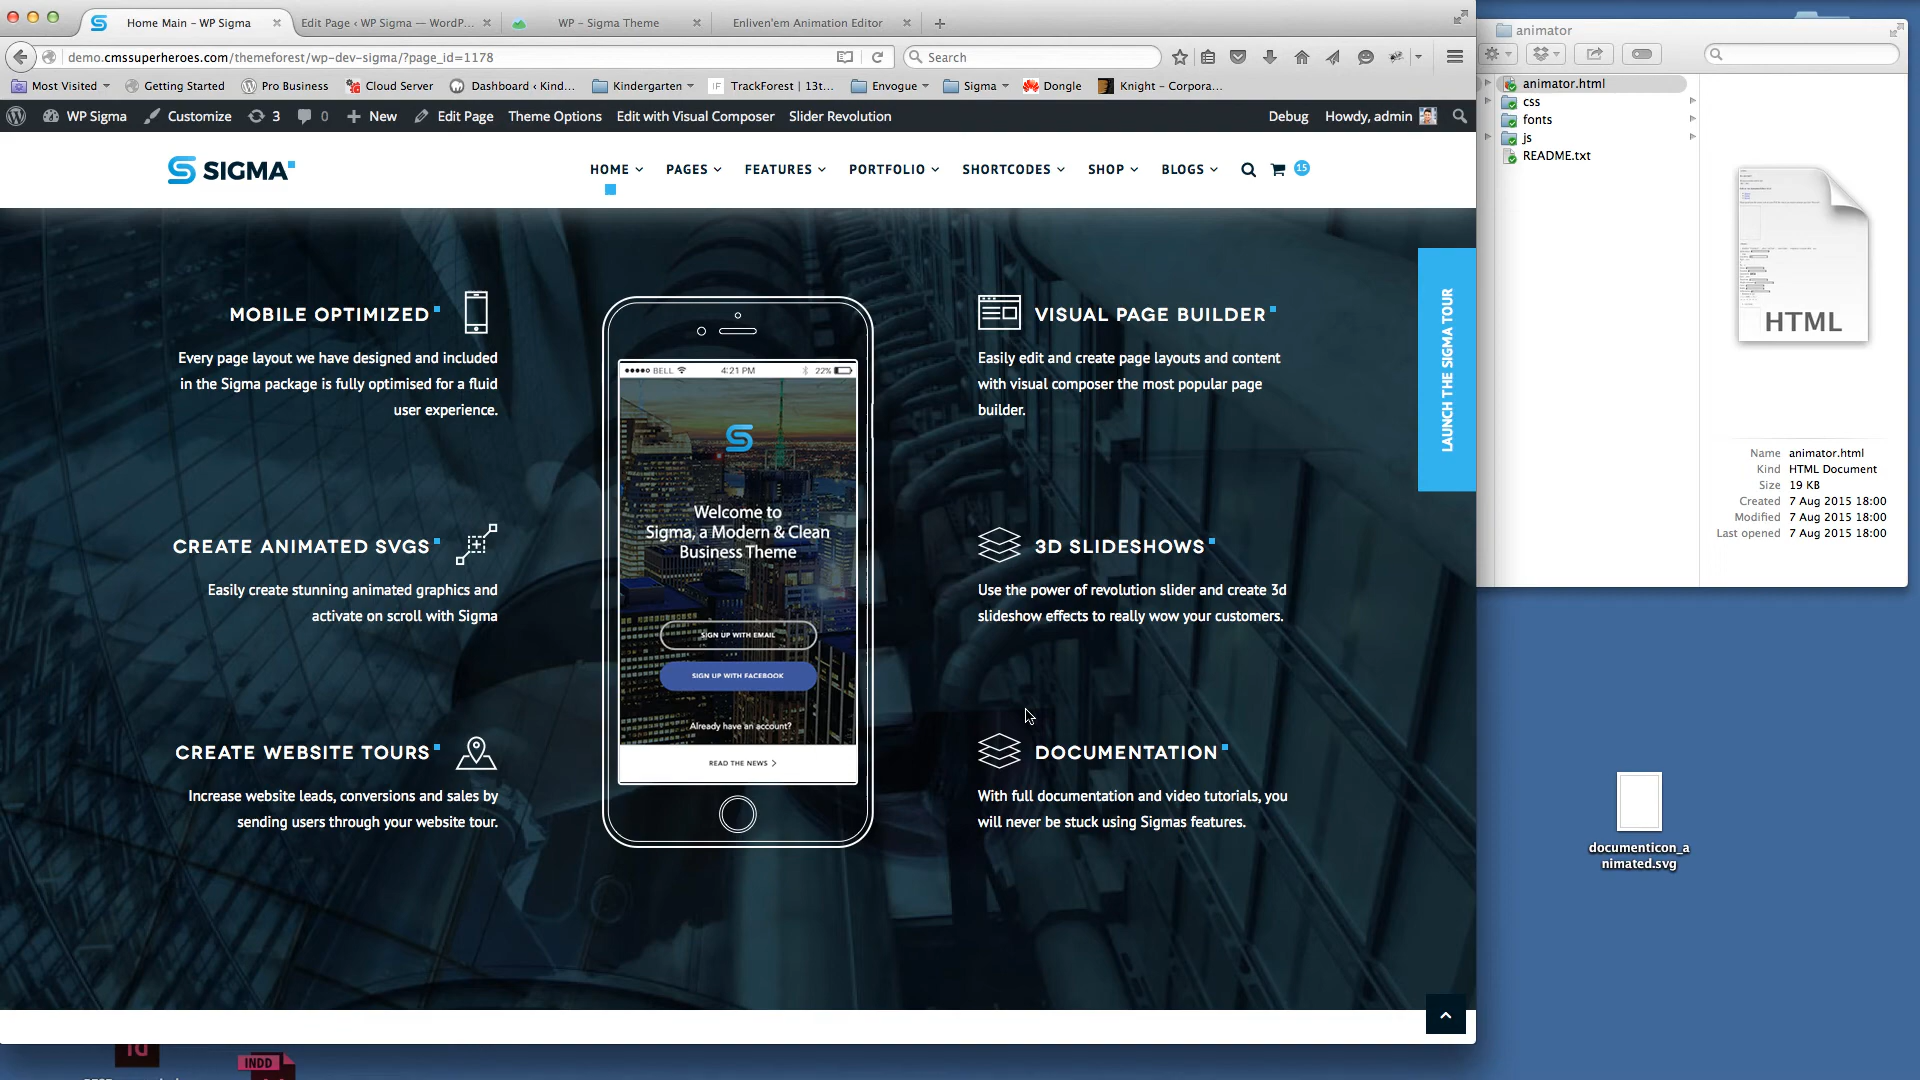 Home Main – WP Sigma
Edit Page ‹ WP Sigma — WordP...
WP – Sigma Theme
Enliven'em Animation Editor
demo.cmssuperheroes.com/themeforest/wp-dev-sigma/?page_id=1178
Search
Most Visited
Getting Started
Pro Business
Cloud Server
Dashboard ‹ Kind...
Kindergarten
IF TrackForest | 13t...
Envogue
Sigma
Dongle
Knight – Corpora...
WP Sigma
Customize
3
0
New
Edit Page
Theme Options
Edit with Visual Composer
Slider Revolution
Debug
Howdy, admin
SIGMA
HOME
PAGES
FEATURES
PORTFOLIO
SHORTCODES
SHOP
BLOGS
15
MOBILE OPTIMIZED
Every page layout we have designed and included
in the Sigma package is fully optimised for a fluid
user experience.
CREATE ANIMATED SVGS
Easily create stunning animated graphics and
activate on scroll with Sigma
CREATE WEBSITE TOURS
Increase website leads, conversions and sales by
sending users through your website tour.
BELL
4:21 PM
22%
Welcome to
Sigma, a Modern & Clean
Business Theme
SIGN UP WITH EMAIL
SIGN UP WITH FACEBOOK
Already have an account?
READ THE NEWS
VISUAL PAGE BUILDER
Easily edit and create page layouts and content
with visual composer the most popular page
builder.
3D SLIDESHOWS
Use the power of revolution slider and create 3d
slideshow effects to really wow your customers.
DOCUMENTATION
With full documentation and video tutorials, you
will never be stuck using Sigmas features.
LAUNCH THE SIGMA TOUR
animator
animator.html
css
fonts
js
README.txt
HTML
Name animator.html
Kind HTML Document
Size 19 KB
Created 7 Aug 2015 18:00
Modified 7 Aug 2015 18:00
Last opened 7 Aug 2015 18:00
documenticon_a
nimated.svg
Id
INDD